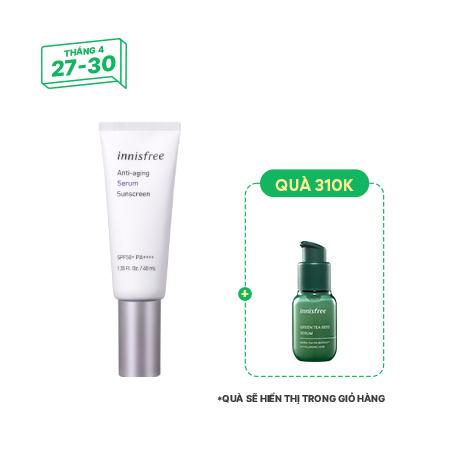 THÁNG 4
27-30
innisfree
Anti-aging
Serum
Sunscreen
SPF50+ PA++++
1.35 FL Oz. / 40 mL
QUÀ 310K
+
innisfree
GREEN TEA SEED
SERUM
*QUÀ SẼ HIỂN THỊ TRONG GIỎ HÀNG